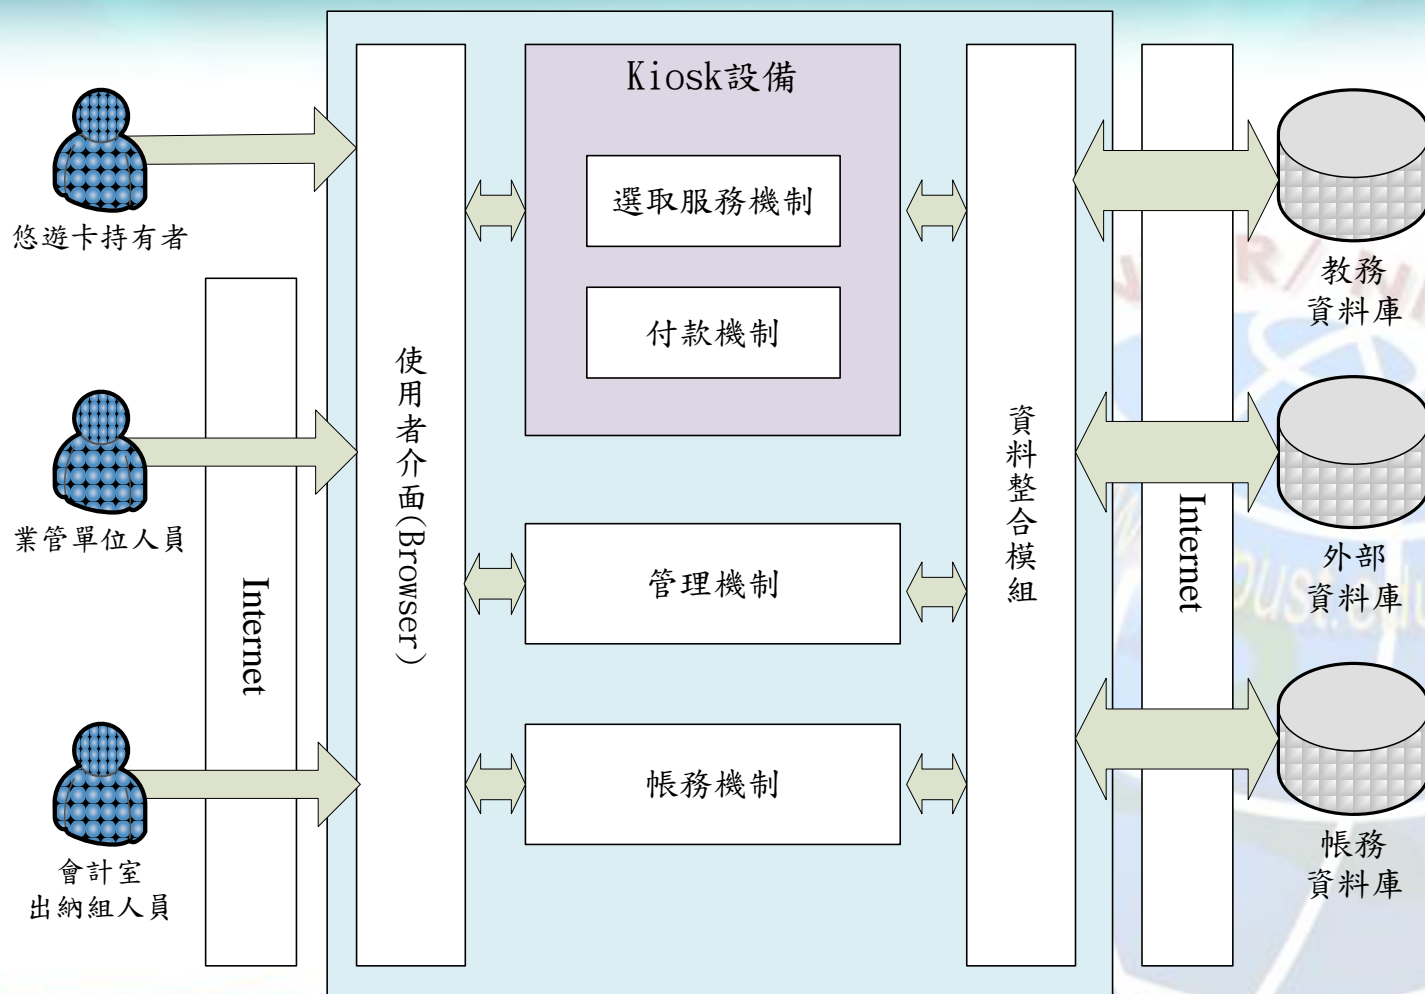 Kiosk設備
選取服務機制
付款機制
悠遊卡持有者
業管單位人員
會計室
出納組人員
Internet
使用者介面(Browser)
管理機制
帳務機制
資料整合模組
Internet
教務
資料庫
外部
資料庫
帳務
資料庫